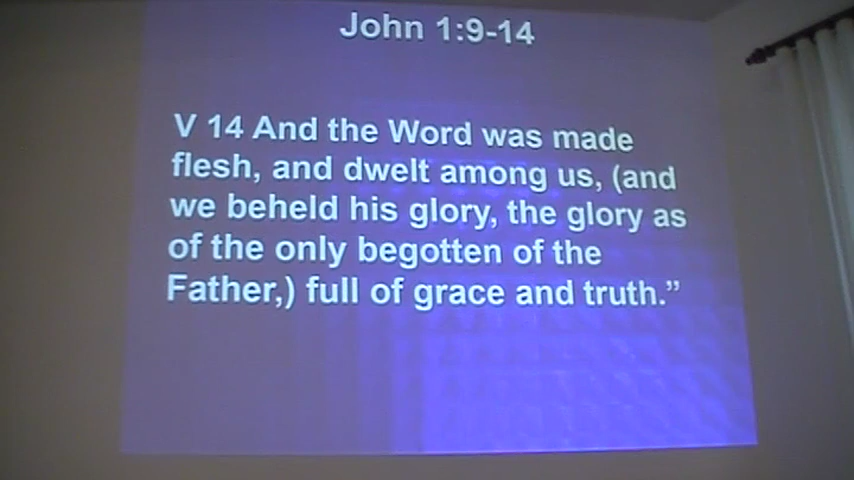 John 1:9-14
V 14 And the Word was made
flesh, and dwelt among us, (and
we beheld his glory, the glory as
of the only begotten of the
Father,) full of grace and truth.”